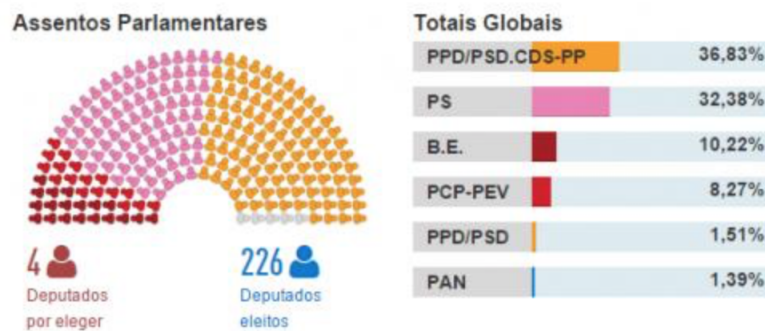 Assentos Parlamentares
4
Deputados
por eleger
226
Deputados
eleitos
Totais Globais
PPD/PSD.CDS-PP 36,83%
PS 32,38%
B.E. 10,22%
PCP-PEV 8,27%
PPD/PSD 1,51%
PAN 1,39%